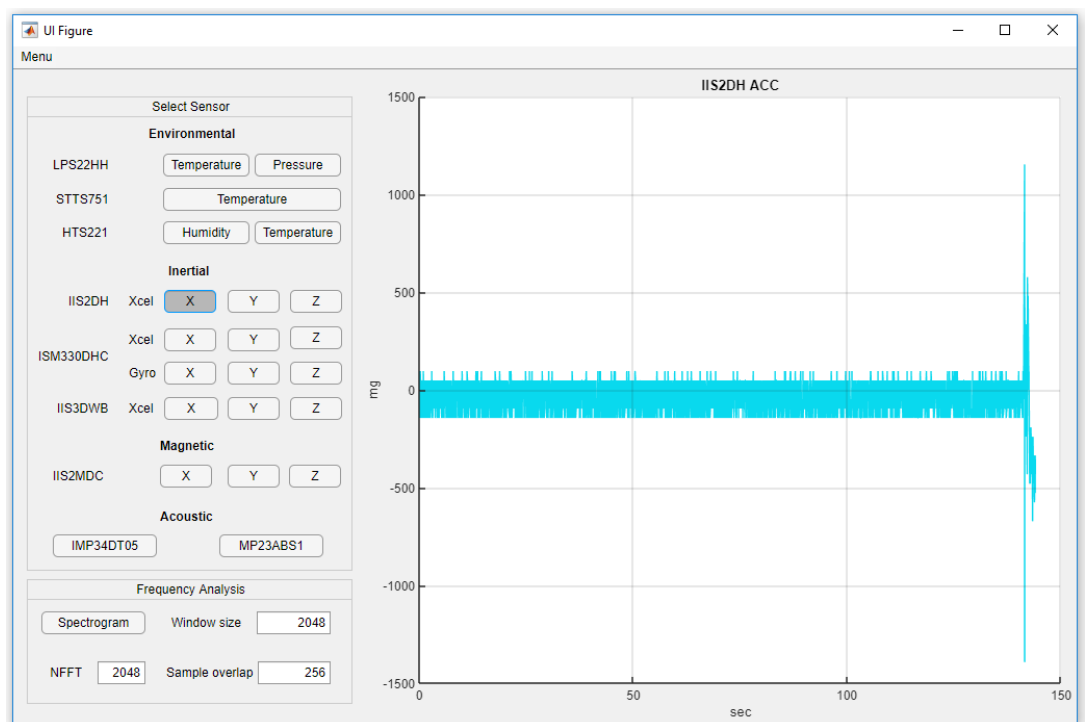 UI Figure
Menu
Select Sensor
Environmental
LPS22HH Temperature Pressure
STTS751 Temperature
HTS221 Humidity Temperature
Inertial
IIS2DH Xcel X Y Z
Xcel X Y Z
ISM330DHC
Gyro X Y Z
IIS3DWB Xcel X Y Z
Magnetic
IIS2MDC X Y Z
Acoustic
IMP34DT05 MP23ABS1
Frequency Analysis
Spectrogram Window size 2048
NFFT 2048 Sample overlap 256
IIS2DH ACC
1500
1000
500
0
-500
-1000
-1500
mg
0 50 100 150
sec